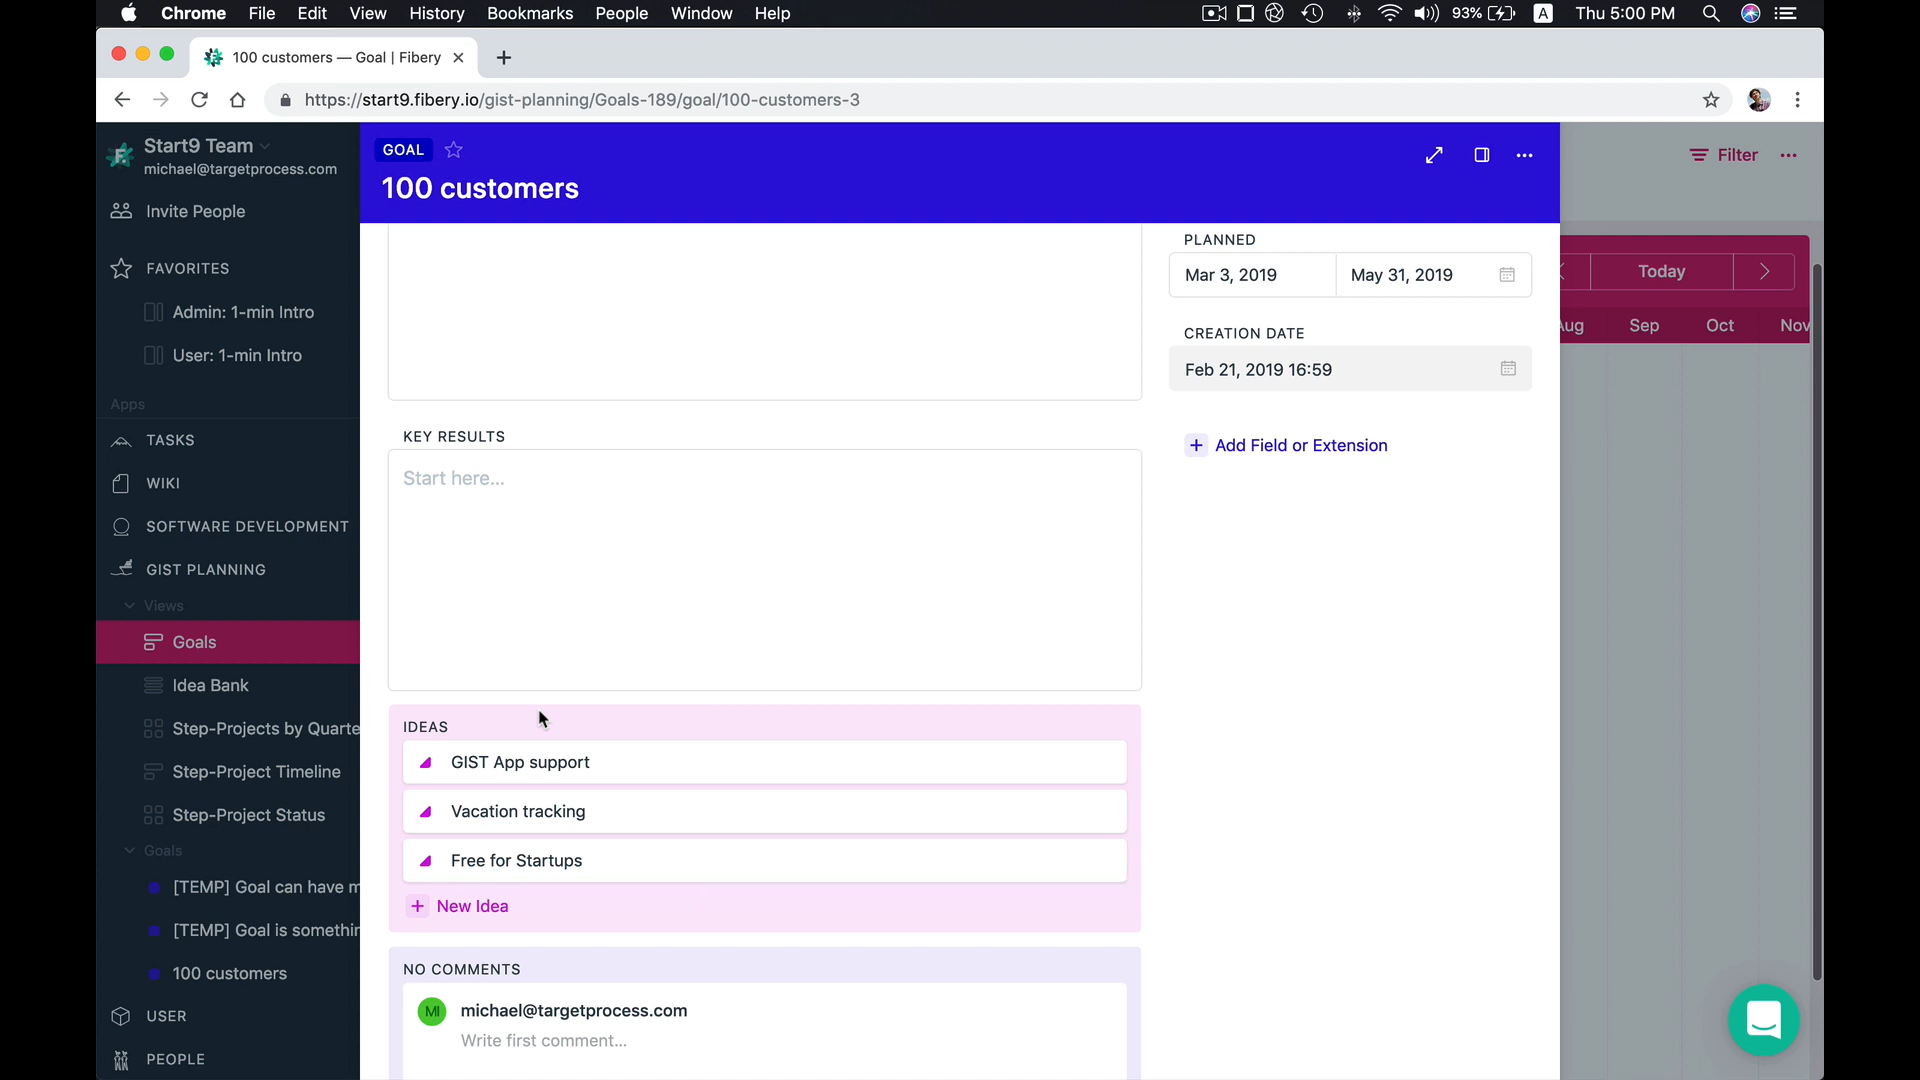 Chrome File Edit View History Bookmarks People Window Help
93% A Thu 5:00 PM
100 customers — Goal | Fibery
https://start9.fibery.io/gist-planning/Goals-189/goal/100-customers-3
Start9 Team
michael@targetprocess.com
Invite People
FAVORITES
Admin: 1-min Intro
User: 1-min Intro
Apps
TASKS
WIKI
SOFTWARE DEVELOPMENT
GIST PLANNING
Views
Goals
Idea Bank
Step-Projects by Quarte
Step-Project Timeline
Step-Project Status
Goals
[TEMP] Goal can have m
[TEMP] Goal is somethin
100 customers
USER
PEOPLE
GOAL
100 customers
KEY RESULTS
Start here...
IDEAS
GIST App support
Vacation tracking
Free for Startups
+ New Idea
NO COMMENTS
MI michael@targetprocess.com
Write first comment...
PLANNED
Mar 3, 2019 May 31, 2019
CREATION DATE
Feb 21, 2019 16:59
+ Add Field or Extension
Filter
Today
Aug Sep Oct Nov